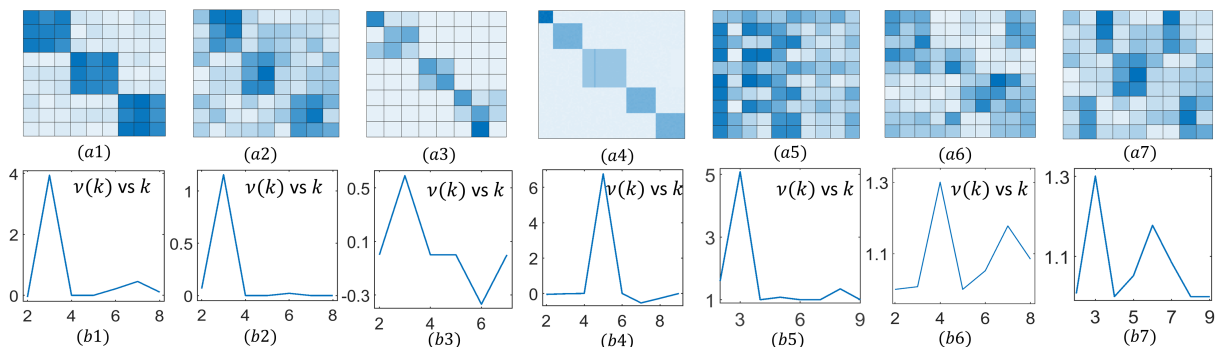 (a1) (a2) (a3) (a4) (a5) (a6) (a7)
4 2 0 ν(k) vs k 2 4 6 8
1 0.5 0 ν(k) vs k 2 4 6 8
0.5 0.1 -0.3 ν(k) vs k 2 4 6
6 4 2 0 ν(k) vs k 2 4 6 8
5 3 1 ν(k) vs k 3 5 7 9
1.3 1.1 ν(k) vs k 2 4 6 8
1.3 1.1 3 5 7 9
(b1) (b2) (b3) (b4) (b5) (b6) (b7)